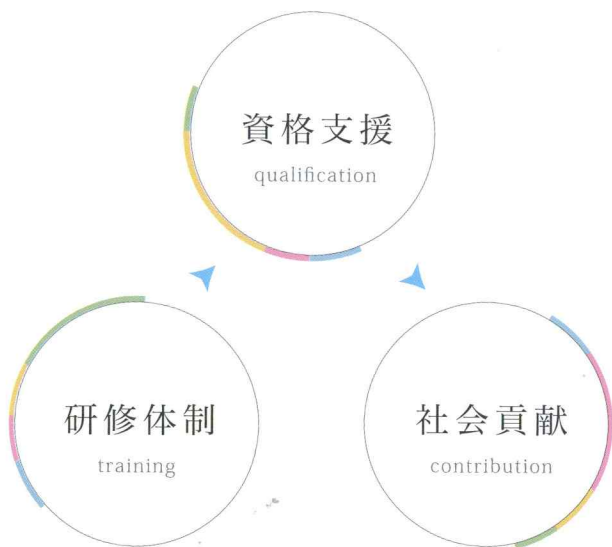 資格支援
qualification
研修体制
training
社会貢献
contribution